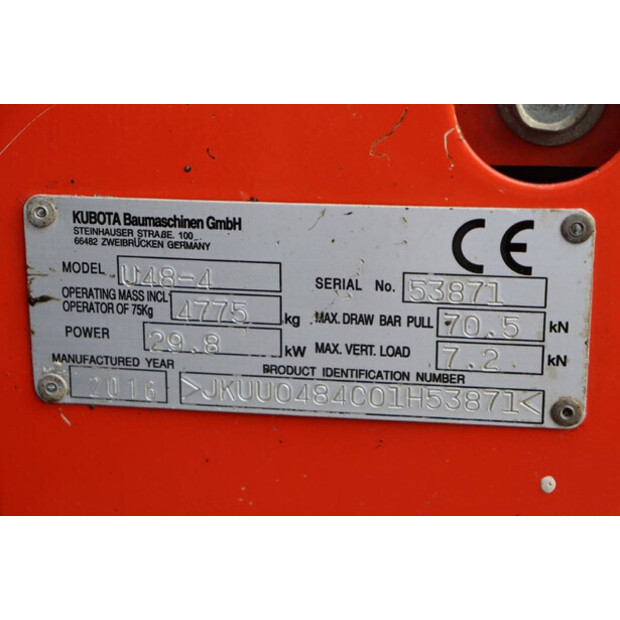 KUBOTA Baumaschinen GmbH
STEINHAUSER STRAßE. 100
66482 ZWEIBRÜCKEN GERMANY
CE
MODEL U48-4
SERIAL No. 53871
OPERATING MASS INCL.
OPERATOR OF 75Kg 4775 kg
MAX. DRAW BAR PULL 70.5 kN
POWER 29.8 kW
MAX. VERT. LOAD 7.2 kN
MANUFACTURED YEAR
2016
PRODUCT IDENTIFICATION NUMBER
>JKUU0484C01H53871<